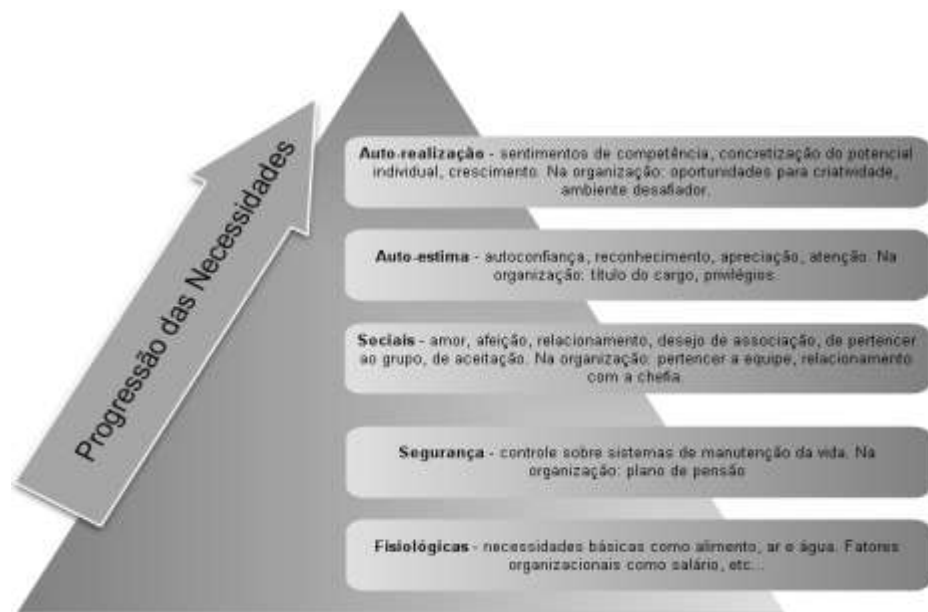 Progressão das Necessidades
Auto-realização - sentimentos de competência, concretização do potencial
individual, crescimento. Na organização: oportunidades para criatividade,
ambiente desafiador.
Auto-estima - autoconfiança, reconhecimento, apreciação, atenção. Na
organização: título do cargo, privilégios.
Sociais - amor, afeição, relacionamento, desejo de associação, de pertencer
ao grupo, de aceitação. Na organização: pertencer a equipe, relacionamento
com a chefia.
Segurança - controle sobre sistemas de manutenção da vida. Na
organização: plano de pensão
Fisiológicas - necessidades básicas como alimento, ar e água. Fatores
organizacionais como salário, etc...